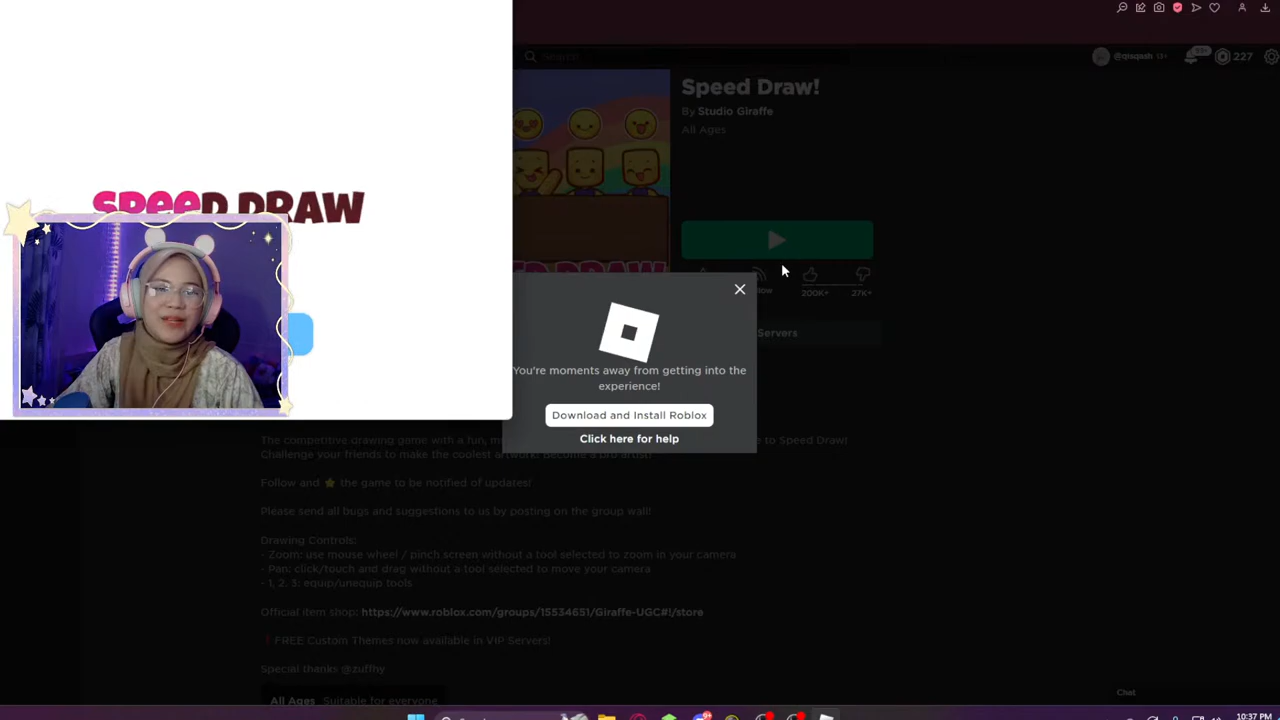 Search
@qisqash 13+
99+
227
Speed Draw!
By Studio Giraffe
All Ages
SPEED DRAW
200K+
27K+
Servers
You're moments away from getting into the
experience!
Download and Install Roblox
Click here for help
The competitive drawing game with a fun,
e to Speed Draw!
Challenge your friends to make the coolest artwork! Become a pro artist!
Follow and ⭐ the game to be notified of updates!
Please send all bugs and suggestions to us by posting on the group wall!
Drawing Controls:
- Zoom: use mouse wheel / pinch screen without a tool selected to zoom in your camera
- Pan: click/touch and drag without a tool selected to move your camera
- 1, 2, 3: equip/unequip tools
Official item shop: https://www.roblox.com/groups/15534651/Giraffe-UGC#!/store
❗FREE Custom Themes now available in VIP Servers!
Special thanks @zuffhy
All Ages Suitable for everyone
Chat
10:37 PM